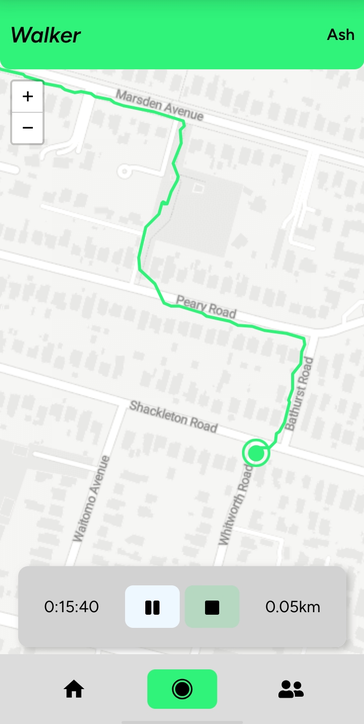 Walker
Ash
+
−
Marsden Avenue
Peary Road
Bathurst Road
Shackleton Road
Whitworth Road
Waitomo Avenue
0:15:40
0.05km